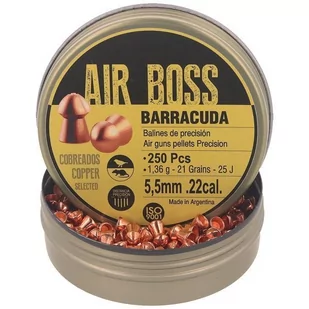 AIR BOSS
BARRACUDA
Balines de precisión
Air guns pellets Precision
COBREADOS
COPPER
SELECTED
250 Pcs
1,36 g - 21 Grains - 25 J
5,5mm .22cal.
ISO
9001
Made in Argentina